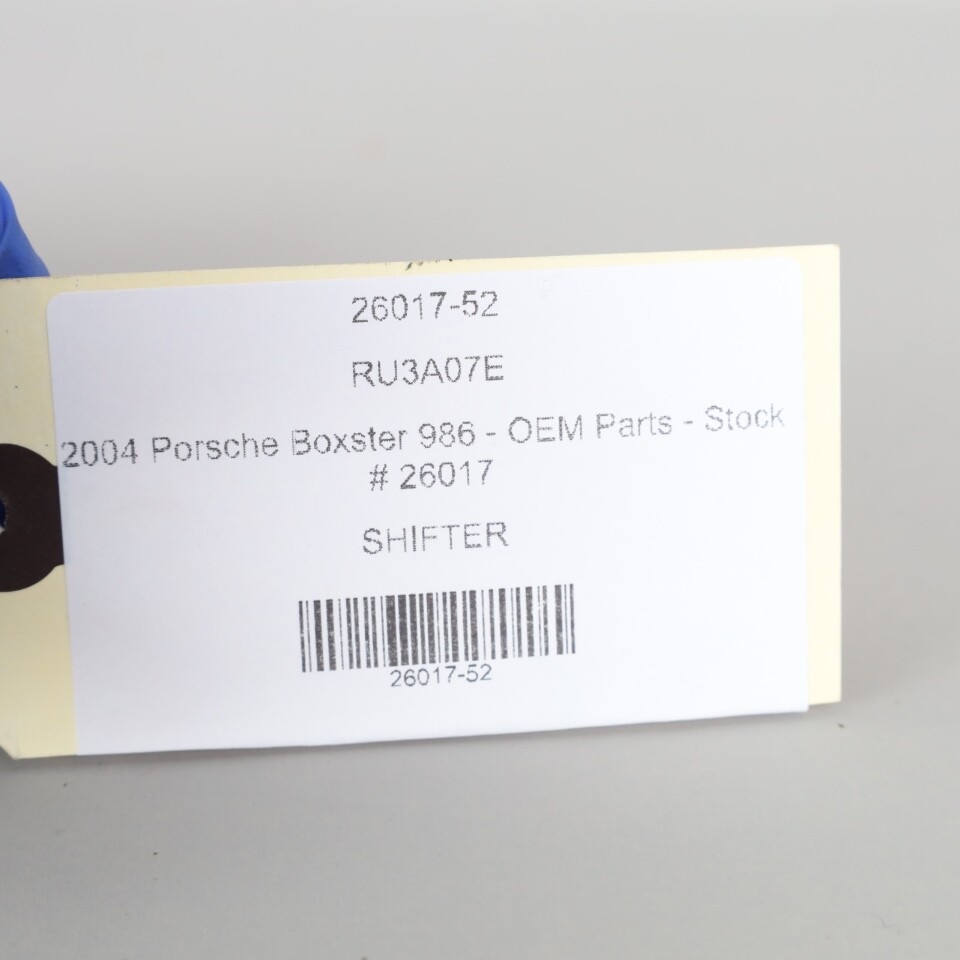 26017-52
RU3A07E
2004 Porsche Boxster 986 - OEM Parts - Stock
# 26017
SHIFTER
26017-52